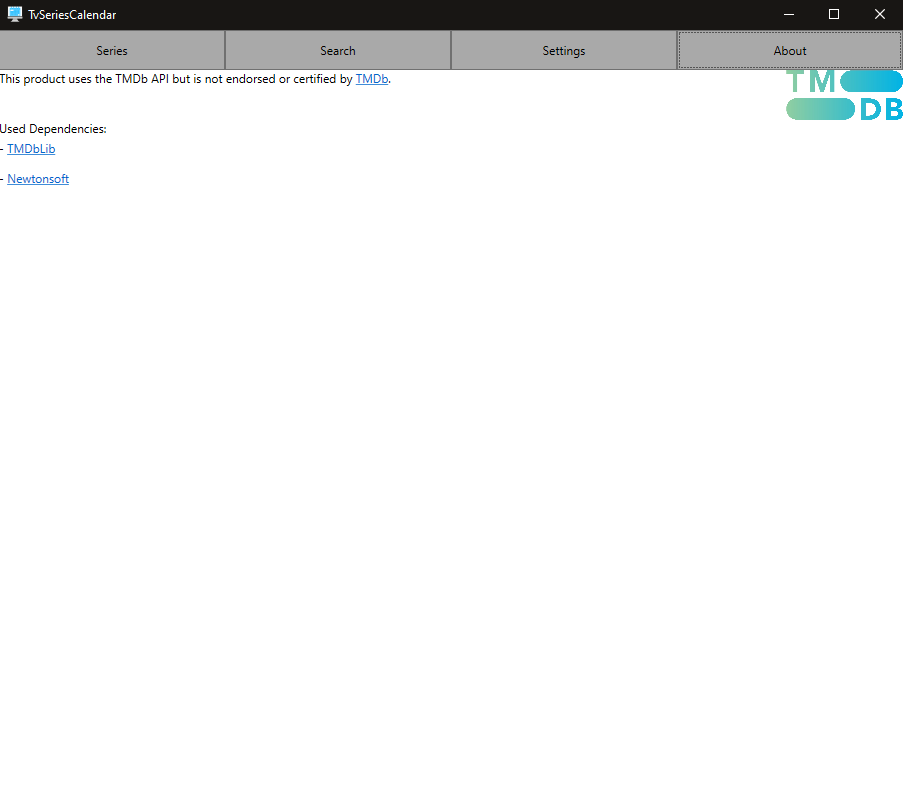 TvSeriesCalendar
Series Search Settings About
This product uses the TMDb API but is not endorsed or certified by TMDb.
TM
DB
Used Dependencies:
- TMDbLib
- Newtonsoft